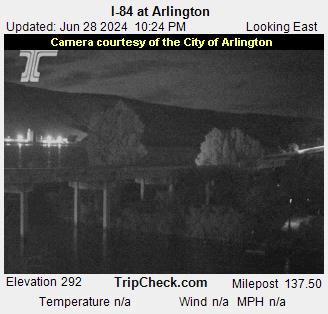 I-84 at Arlington
Updated: Jun 28 2024 10:24 PM Looking East
Camera courtesy of the City of Arlington
Elevation 292 TripCheck.com Milepost 137.50
Temperature n/a Wind n/a MPH n/a